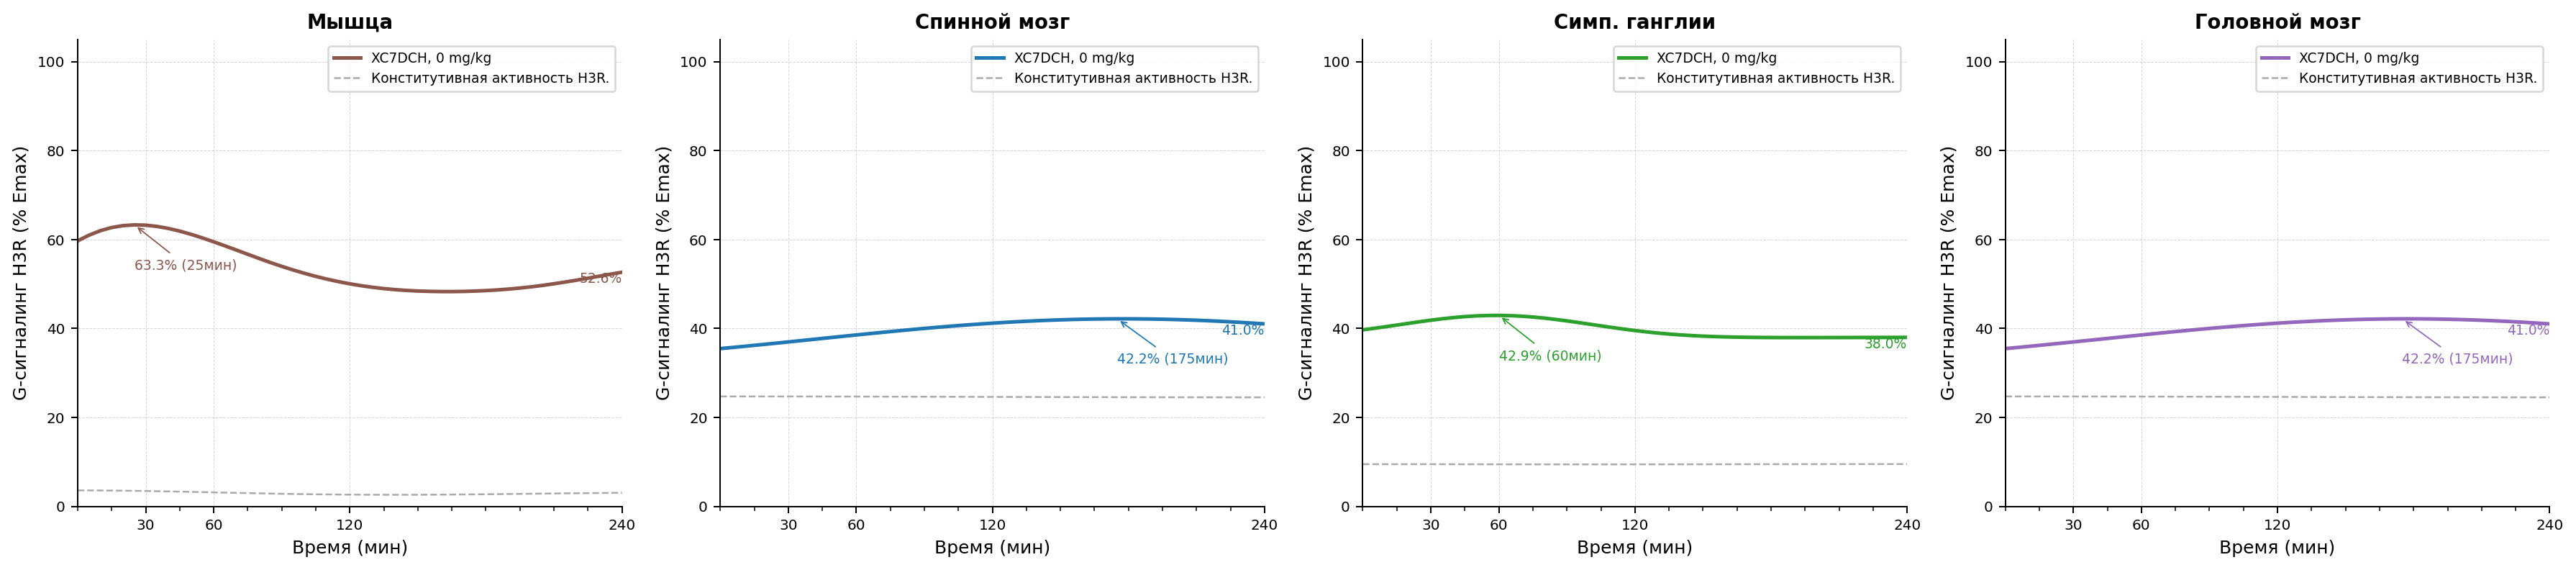 Мышца
G-сигналинг H3R (% Emax)
100
80
60
40
20
0
XC7DCH, 0 mg/kg
Конститутивная активность H3R.
63.3% (25мин)
52.6%
30
60
120
240
Время (мин)
Спинной мозг
G-сигналинг H3R (% Emax)
100
80
60
40
20
0
XC7DCH, 0 mg/kg
Конститутивная активность H3R.
41.0%
42.2% (175мин)
30
60
120
240
Время (мин)
Симп. ганглии
G-сигналинг H3R (% Emax)
100
80
60
40
20
0
XC7DCH, 0 mg/kg
Конститутивная активность H3R.
38.0%
42.9% (60мин)
30
60
120
240
Время (мин)
Головной мозг
G-сигналинг H3R (% Emax)
100
80
60
40
20
0
XC7DCH, 0 mg/kg
Конститутивная активность H3R.
41.0%
42.2% (175мин)
30
60
120
240
Время (мин)